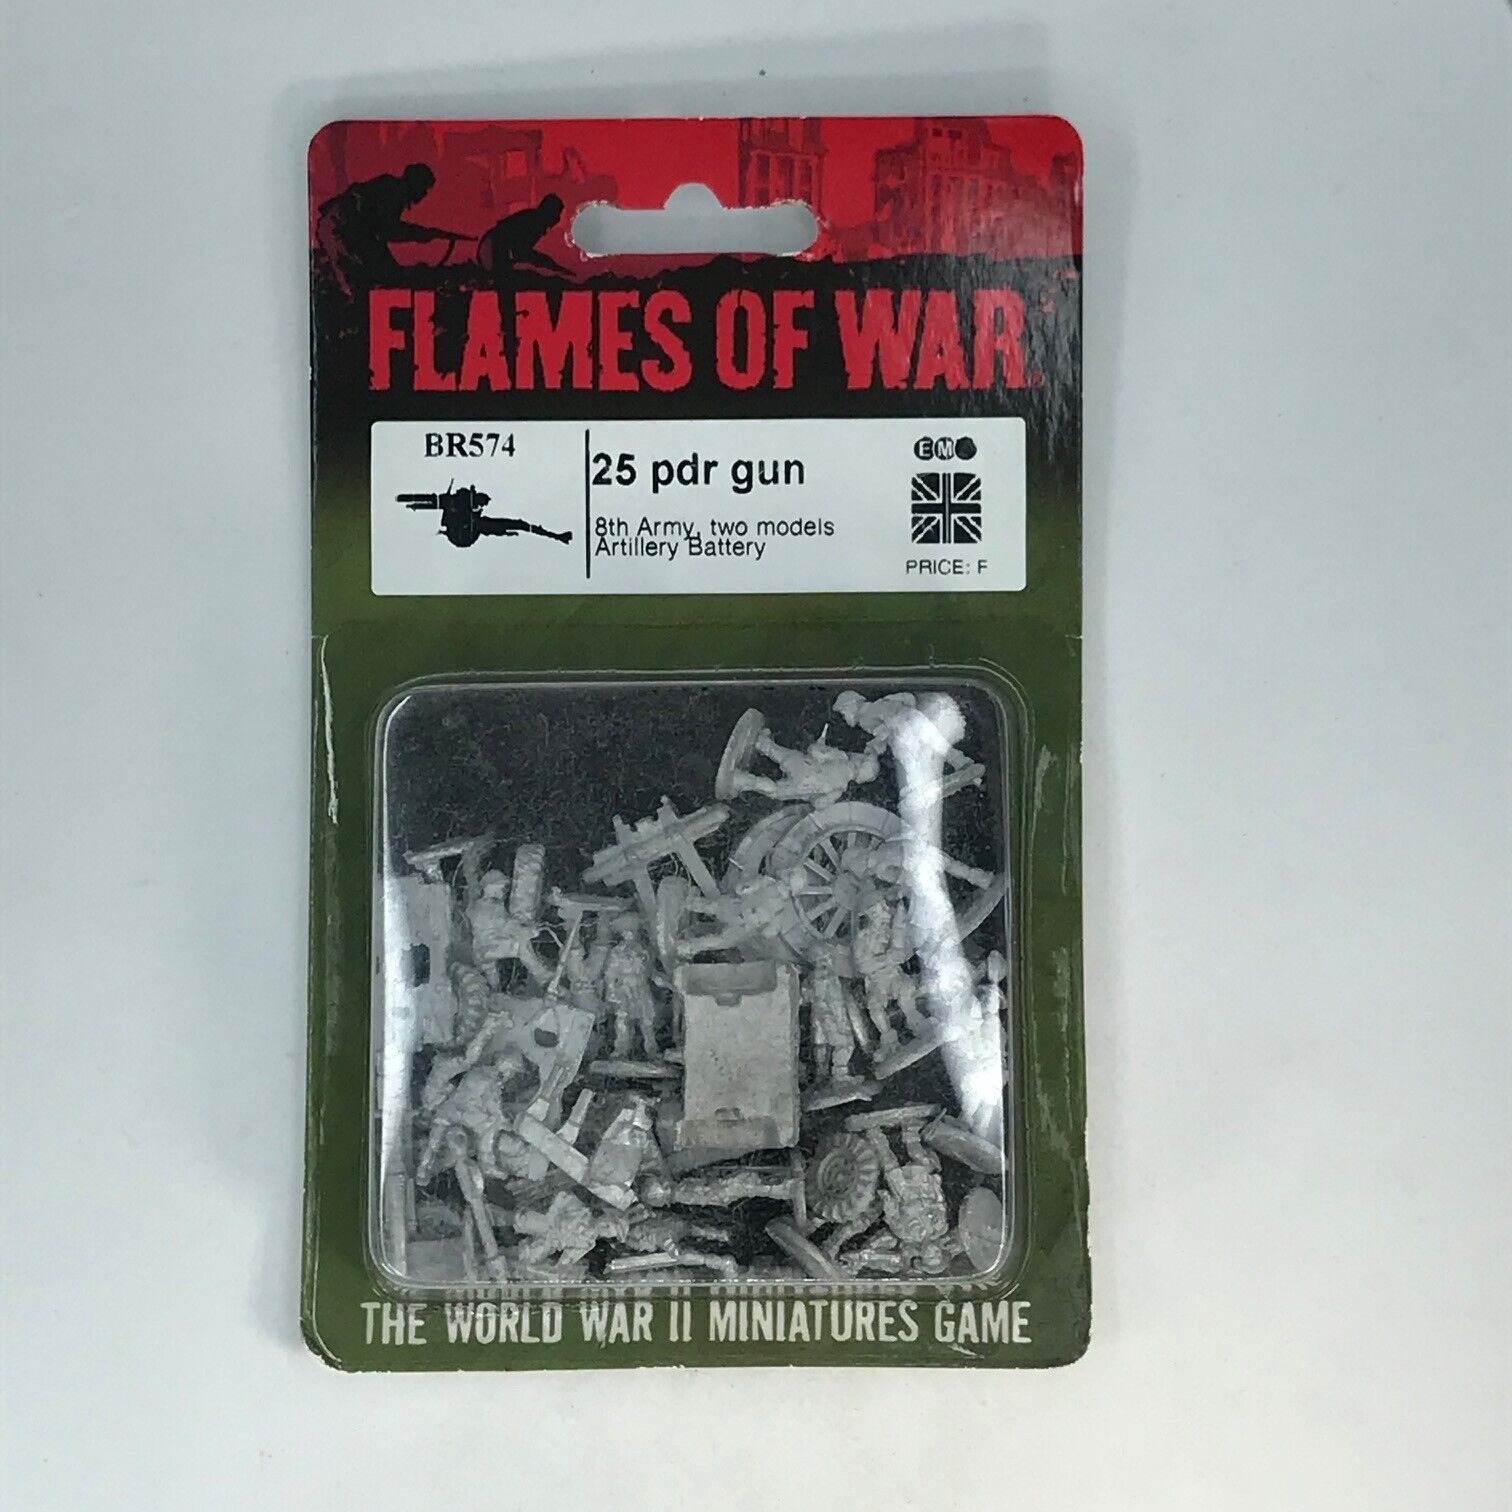 FLAMES OF WAR
BR574
25 pdr gun
8th Army, two models
Artillery Battery
EM
PRICE: F
THE WORLD WAR II MINIATURES GAME